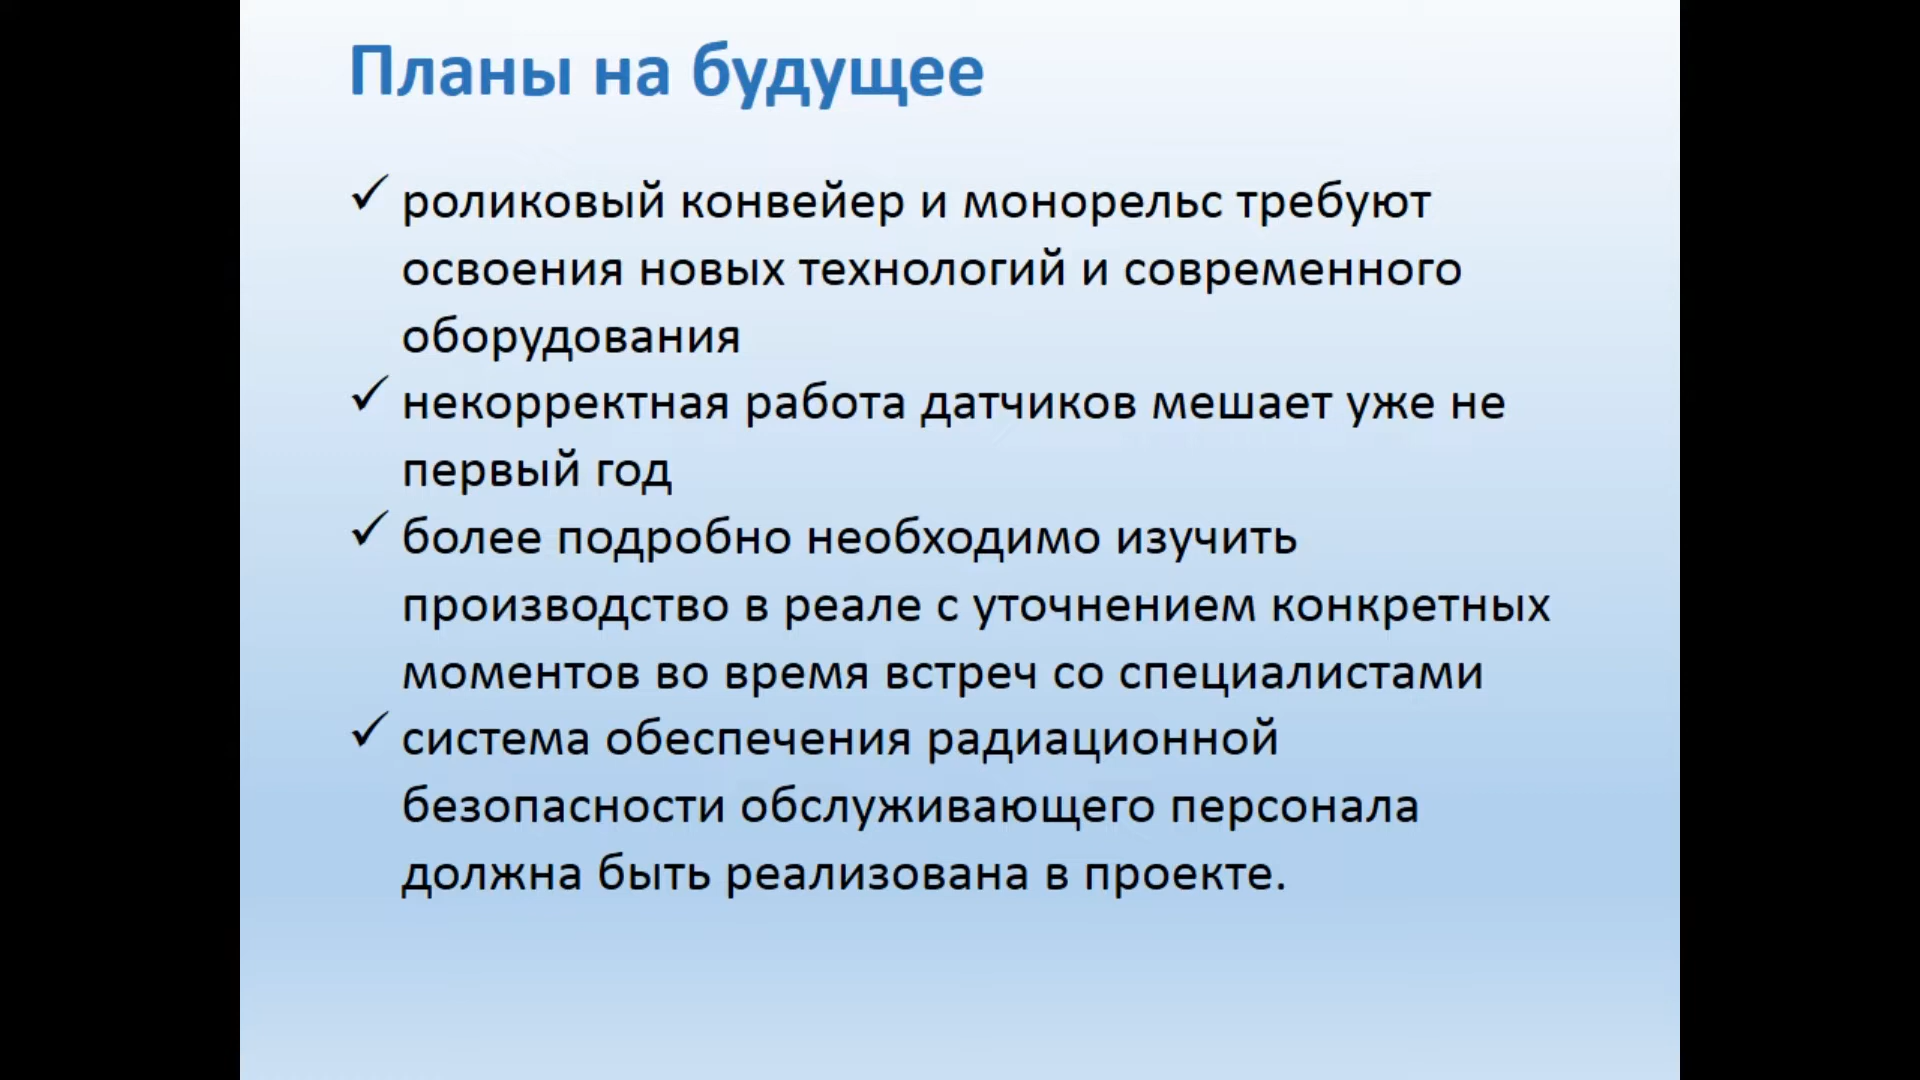 Планы на будущее
✓ роликовый конвейер и монорельс требуют
освоения новых технологий и современного
оборудования
✓ некорректная работа датчиков мешает уже не
первый год
✓ более подробно необходимо изучить
производство в реале с уточнением конкретных
моментов во время встреч со специалистами
✓ система обеспечения радиационной
безопасности обслуживающего персонала
должна быть реализована в проекте.